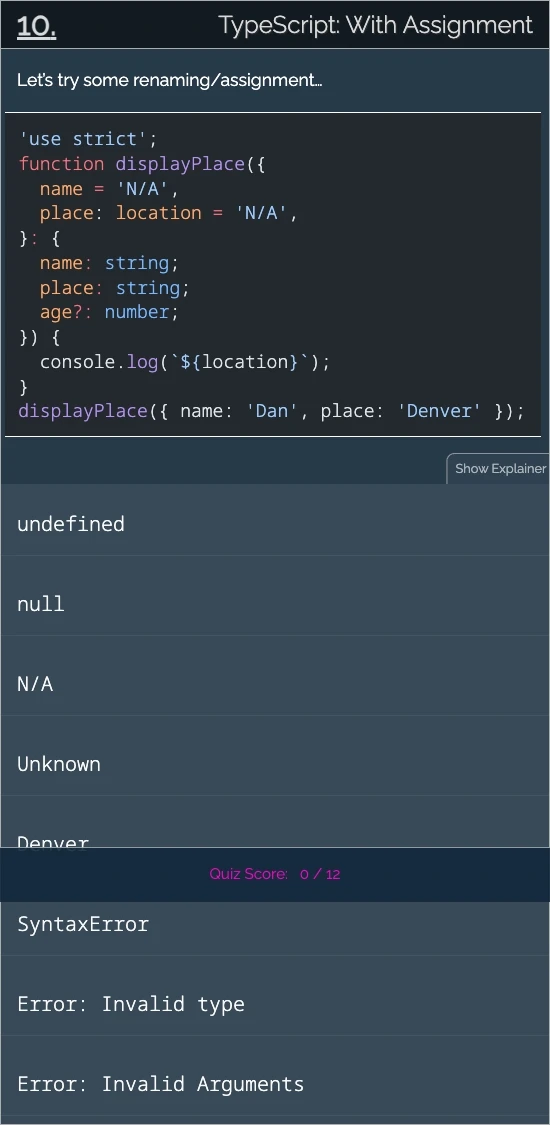 10.
TypeScript: With Assignment
Let's try some renaming/assignment…
'use strict';
function displayPlace({
  name = 'N/A',
  place: location = 'N/A',
}: {
  name: string;
  place: string;
  age?: number;
}) {
  console.log(`${location}`);
}
displayPlace({ name: 'Dan', place: 'Denver' });
Show Explainer
undefined
null
N/A
Unknown
Denver
Quiz Score: 0 / 12
SyntaxError
Error: Invalid type
Error: Invalid Arguments